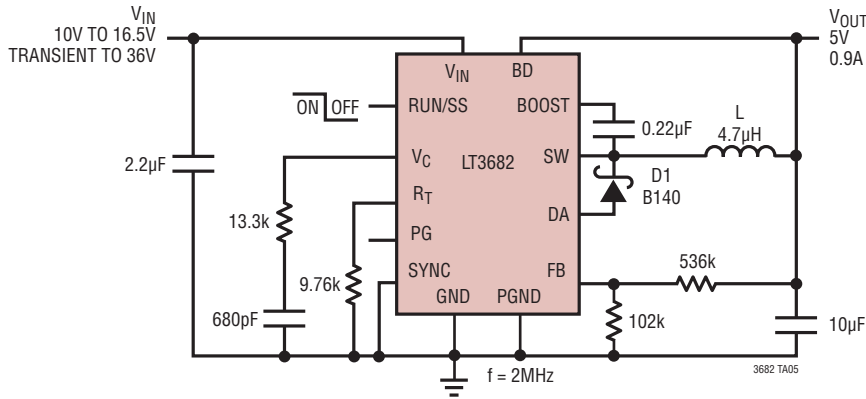 VIN
10V TO 16.5V
TRANSIENT TO 36V
VOUT
5V
0.9A
VIN
BD
ON OFF
RUN/SS
BOOST
0.22µF
L
4.7µH
2.2µF
VC
LT3682
SW
D1
B140
RT
DA
13.3k
PG
536k
9.76k
SYNC
FB
GND
PGND
680pF
102k
10µF
f = 2MHz
3682 TA05